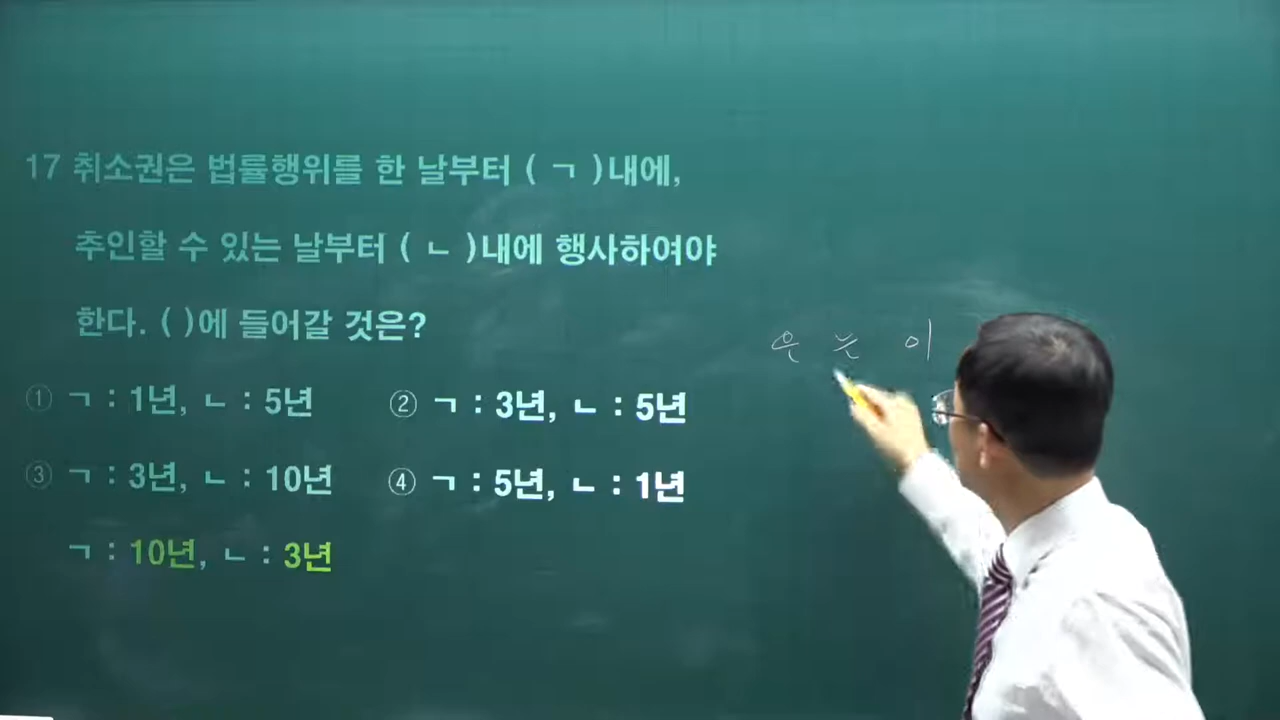 17 취소권은 법률행위를 한 날부터 ( ㄱ )내에,
추인할 수 있는 날부터 ( ㄴ )내에 행사하여야
한다. ( )에 들어갈 것은?
① ㄱ : 1년, ㄴ : 5년 ② ㄱ : 3년, ㄴ : 5년
③ ㄱ : 3년, ㄴ : 10년 ④ ㄱ : 5년, ㄴ : 1년
ㄱ : 10년, ㄴ : 3년
은 는 이